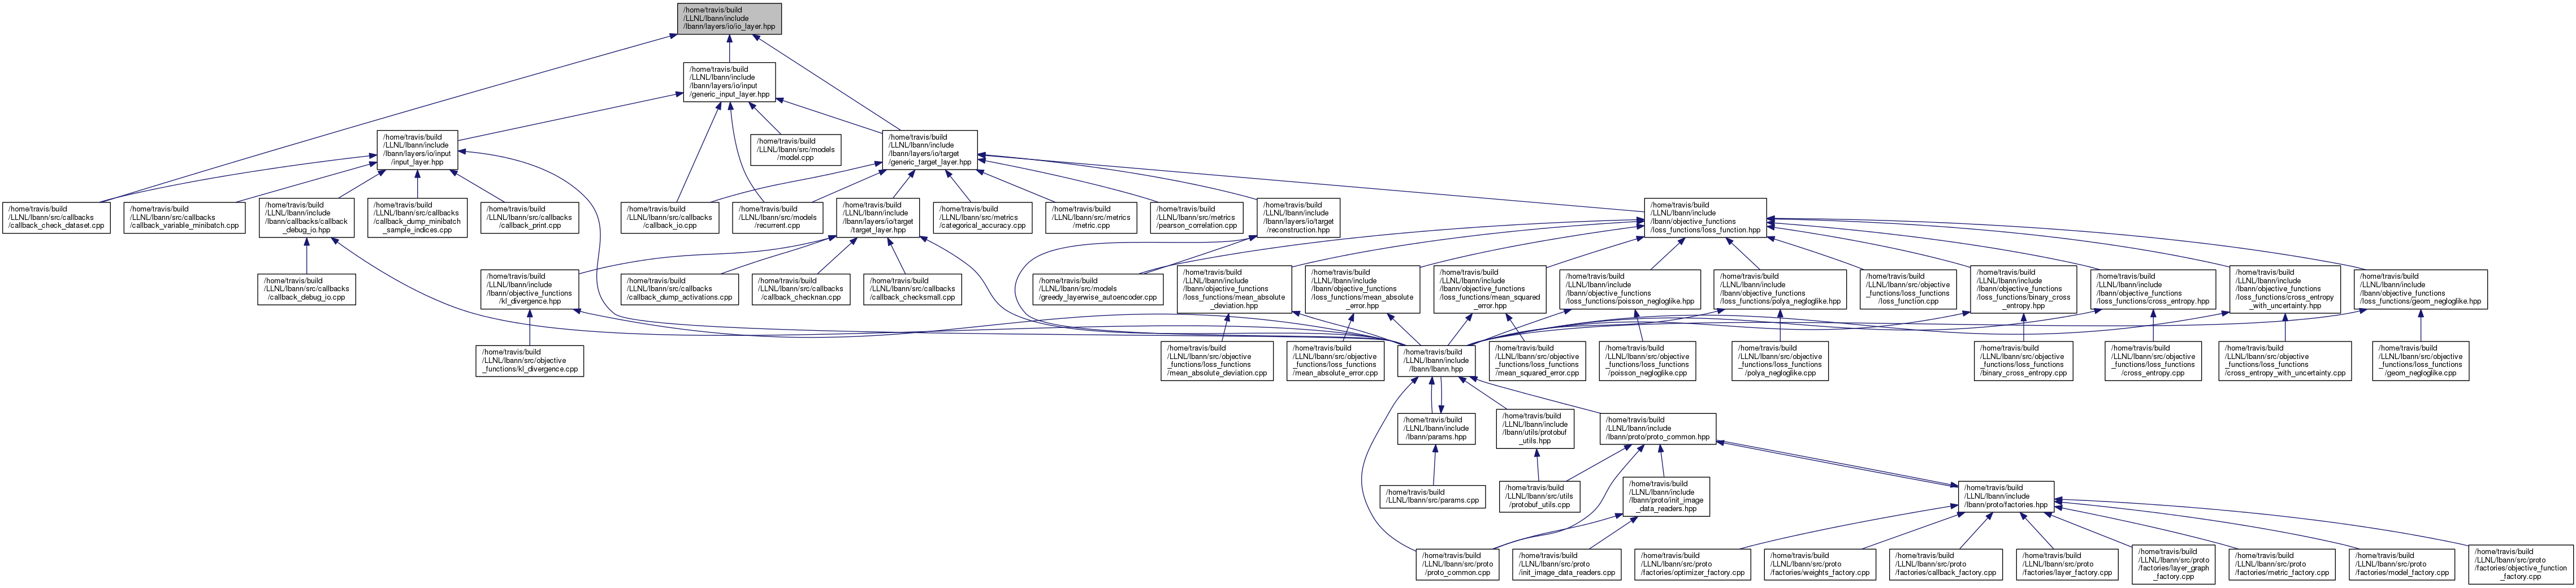 /home/travis/build
/LLNL/lbann/include
/lbann/layers/io/io_layer.hpp
/home/travis/build
/LLNL/lbann/include
/lbann/layers/io/input
/generic_input_layer.hpp
/home/travis/build
/LLNL/lbann/include
/lbann/layers/io/input
/input_layer.hpp
/home/travis/build
/LLNL/lbann/src/models
/model.cpp
/home/travis/build
/LLNL/lbann/include
/lbann/layers/io/target
/generic_target_layer.hpp
/home/travis/build
/LLNL/lbann/src/callbacks
/callback_check_dataset.cpp
/home/travis/build
/LLNL/lbann/src/callbacks
/callback_variable_minibatch.cpp
/home/travis/build
/LLNL/lbann/include
/lbann/callbacks/callback
_debug_io.hpp
/home/travis/build
/LLNL/lbann/src/callbacks
/callback_dump_minibatch
_sample_indices.cpp
/home/travis/build
/LLNL/lbann/src/callbacks
/callback_print.cpp
/home/travis/build
/LLNL/lbann/src/callbacks
/callback_io.cpp
/home/travis/build
/LLNL/lbann/src/models
/recurrent.cpp
/home/travis/build
/LLNL/lbann/include
/lbann/layers/io/target
/target_layer.hpp
/home/travis/build
/LLNL/lbann/src/metrics
/categorical_accuracy.cpp
/home/travis/build
/LLNL/lbann/src/metrics
/metric.cpp
/home/travis/build
/LLNL/lbann/src/metrics
/pearson_correlation.cpp
/home/travis/build
/LLNL/lbann/include
/lbann/layers/io/target
/reconstruction.hpp
/home/travis/build
/LLNL/lbann/include
/lbann/objective_functions
/loss_functions/loss_function.hpp
/home/travis/build
/LLNL/lbann/src/callbacks
/callback_debug_io.cpp
/home/travis/build
/LLNL/lbann/include
/lbann/objective_functions
/kl_divergence.hpp
/home/travis/build
/LLNL/lbann/src/callbacks
/callback_dump_activations.cpp
/home/travis/build
/LLNL/lbann/src/callbacks
/callback_checknan.cpp
/home/travis/build
/LLNL/lbann/src/callbacks
/callback_checksmall.cpp
/home/travis/build
/LLNL/lbann/src/models
/greedy_layerwise_autoencoder.cpp
/home/travis/build
/LLNL/lbann/include
/lbann/objective_functions
/loss_functions/mean_absolute
_deviation.hpp
/home/travis/build
/LLNL/lbann/include
/lbann/objective_functions
/loss_functions/mean_absolute
_error.hpp
/home/travis/build
/LLNL/lbann/include
/lbann/objective_functions
/loss_functions/mean_squared
_error.hpp
/home/travis/build
/LLNL/lbann/include
/lbann/objective_functions
/loss_functions/poisson_negloglike.hpp
/home/travis/build
/LLNL/lbann/include
/lbann/objective_functions
/loss_functions/polya_negloglike.hpp
/home/travis/build
/LLNL/lbann/src/objective
_functions/loss_functions
/loss_function.cpp
/home/travis/build
/LLNL/lbann/include
/lbann/objective_functions
/loss_functions/binary_cross
_entropy.hpp
/home/travis/build
/LLNL/lbann/include
/lbann/objective_functions
/loss_functions/cross_entropy.hpp
/home/travis/build
/LLNL/lbann/include
/lbann/objective_functions
/loss_functions/cross_entropy
_with_uncertainty.hpp
/home/travis/build
/LLNL/lbann/include
/lbann/objective_functions
/loss_functions/geom_negloglike.hpp
/home/travis/build
/LLNL/lbann/src/objective
_functions/kl_divergence.cpp
/home/travis/build
/LLNL/lbann/src/objective
_functions/loss_functions
/mean_absolute_deviation.cpp
/home/travis/build
/LLNL/lbann/src/objective
_functions/loss_functions
/mean_absolute_error.cpp
/home/travis/build
/LLNL/lbann/include
/lbann/lbann.hpp
/home/travis/build
/LLNL/lbann/src/objective
_functions/loss_functions
/mean_squared_error.cpp
/home/travis/build
/LLNL/lbann/src/objective
_functions/loss_functions
/poisson_negloglike.cpp
/home/travis/build
/LLNL/lbann/src/objective
_functions/loss_functions
/polya_negloglike.cpp
/home/travis/build
/LLNL/lbann/src/objective
_functions/loss_functions
/binary_cross_entropy.cpp
/home/travis/build
/LLNL/lbann/src/objective
_functions/loss_functions
/cross_entropy.cpp
/home/travis/build
/LLNL/lbann/src/objective
_functions/loss_functions
/cross_entropy_with_uncertainty.cpp
/home/travis/build
/LLNL/lbann/src/objective
_functions/loss_functions
/geom_negloglike.cpp
/home/travis/build
/LLNL/lbann/include
/lbann/params.hpp
/home/travis/build
/LLNL/lbann/include
/lbann/utils/protobuf
_utils.hpp
/home/travis/build
/LLNL/lbann/include
/lbann/proto/proto_common.hpp
/home/travis/build
/LLNL/lbann/src/params.cpp
/home/travis/build
/LLNL/lbann/src/utils
/protobuf_utils.cpp
/home/travis/build
/LLNL/lbann/include
/lbann/proto/init_image
_data_readers.hpp
/home/travis/build
/LLNL/lbann/include
/lbann/proto/factories.hpp
/home/travis/build
/LLNL/lbann/src/proto
/proto_common.cpp
/home/travis/build
/LLNL/lbann/src/proto
/init_image_data_readers.cpp
/home/travis/build
/LLNL/lbann/src/proto
/factories/optimizer_factory.cpp
/home/travis/build
/LLNL/lbann/src/proto
/factories/weights_factory.cpp
/home/travis/build
/LLNL/lbann/src/proto
/factories/callback_factory.cpp
/home/travis/build
/LLNL/lbann/src/proto
/factories/layer_factory.cpp
/home/travis/build
/LLNL/lbann/src/proto
/factories/layer_graph
_factory.cpp
/home/travis/build
/LLNL/lbann/src/proto
/factories/metric_factory.cpp
/home/travis/build
/LLNL/lbann/src/proto
/factories/model_factory.cpp
/home/travis/build
/LLNL/lbann/src/proto
/factories/objective_function
_factory.cpp